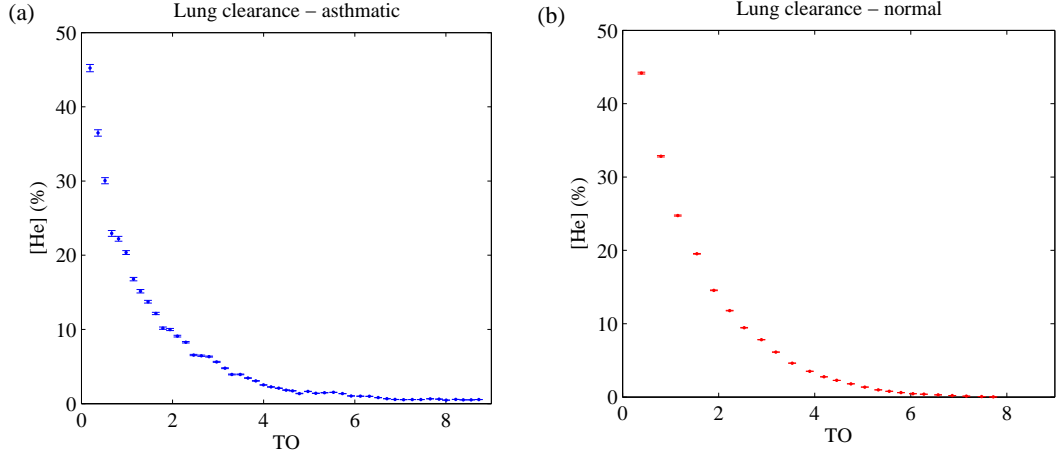 (a)
Lung clearance – asthmatic
50
40
30
20
10
0
[He] (%)
0 2 4 6 8
TO
(b)
Lung clearance – normal
50
40
30
20
10
0
[He] (%)
0 2 4 6 8
TO